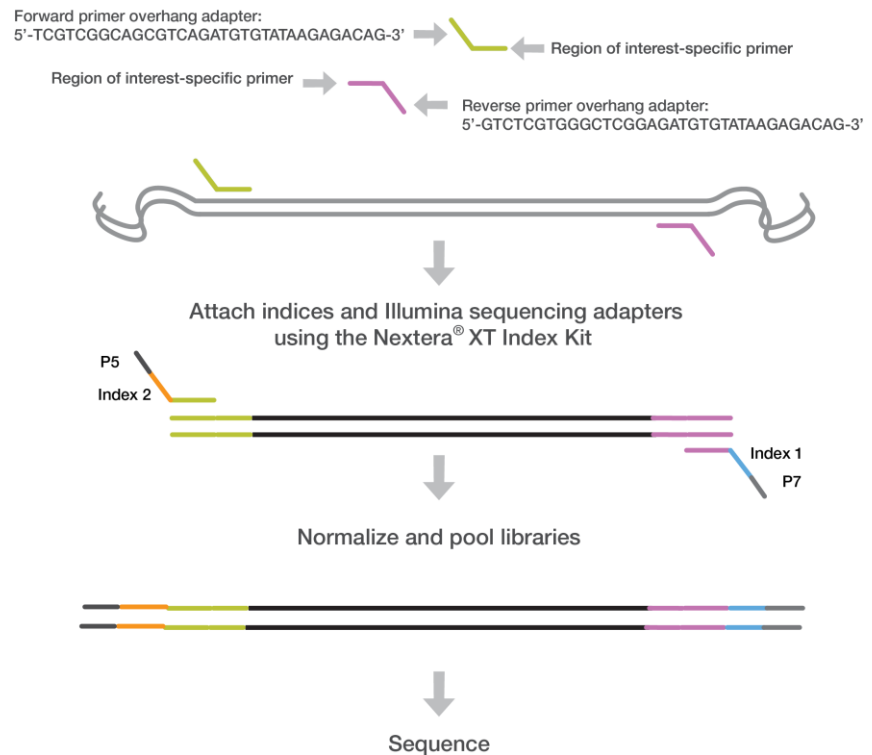 Forward primer overhang adapter:
5’-TCGTCGGCAGCGTCAGATGTGTATAAGAGACAG-3’
Region of interest-specific primer
Region of interest-specific primer
Reverse primer overhang adapter:
5’-GTCTCGTGGGCTCGGAGATGTGTATAAGAGACAG-3’
Attach indices and Illumina sequencing adapters
using the Nextera® XT Index Kit
P5
Index 2
Index 1
P7
Normalize and pool libraries
Sequence